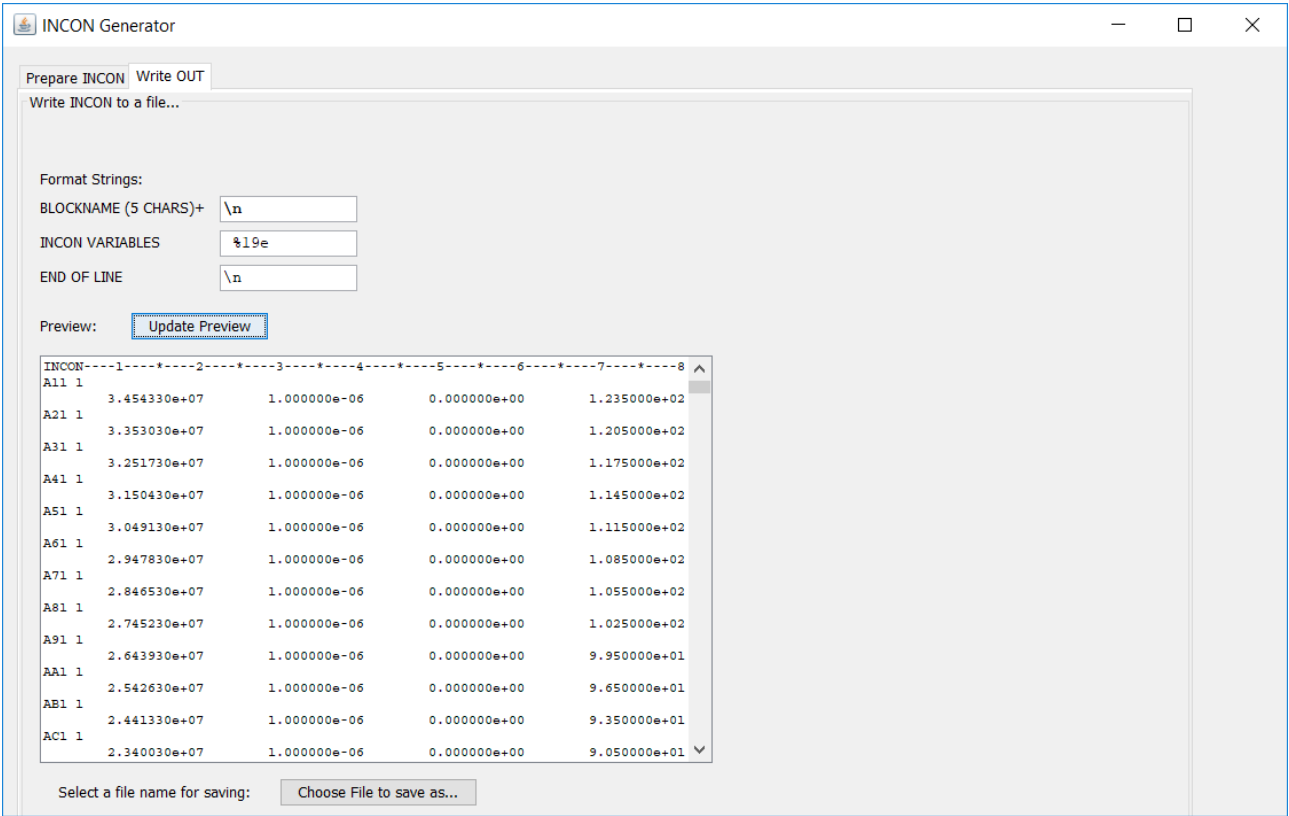 INCON Generator
Prepare INCON Write OUT
Write INCON to a file...
Format Strings:
BLOCKNAME (5 CHARS)+ \n
INCON VARIABLES %19e
END OF LINE \n
Preview: Update Preview
INCON----1----*----2----*----3----*----4----*----5----*----6----*----7----*----8
A11 1
3.454330e+07 1.000000e-06 0.000000e+00 1.235000e+02
A21 1
3.353030e+07 1.000000e-06 0.000000e+00 1.205000e+02
A31 1
3.251730e+07 1.000000e-06 0.000000e+00 1.175000e+02
A41 1
3.150430e+07 1.000000e-06 0.000000e+00 1.145000e+02
A51 1
3.049130e+07 1.000000e-06 0.000000e+00 1.115000e+02
A61 1
2.947830e+07 1.000000e-06 0.000000e+00 1.085000e+02
A71 1
2.846530e+07 1.000000e-06 0.000000e+00 1.055000e+02
A81 1
2.745230e+07 1.000000e-06 0.000000e+00 1.025000e+02
A91 1
2.643930e+07 1.000000e-06 0.000000e+00 9.950000e+01
AA1 1
2.542630e+07 1.000000e-06 0.000000e+00 9.650000e+01
AB1 1
2.441330e+07 1.000000e-06 0.000000e+00 9.350000e+01
AC1 1
2.340030e+07 1.000000e-06 0.000000e+00 9.050000e+01
Select a file name for saving: Choose File to save as...